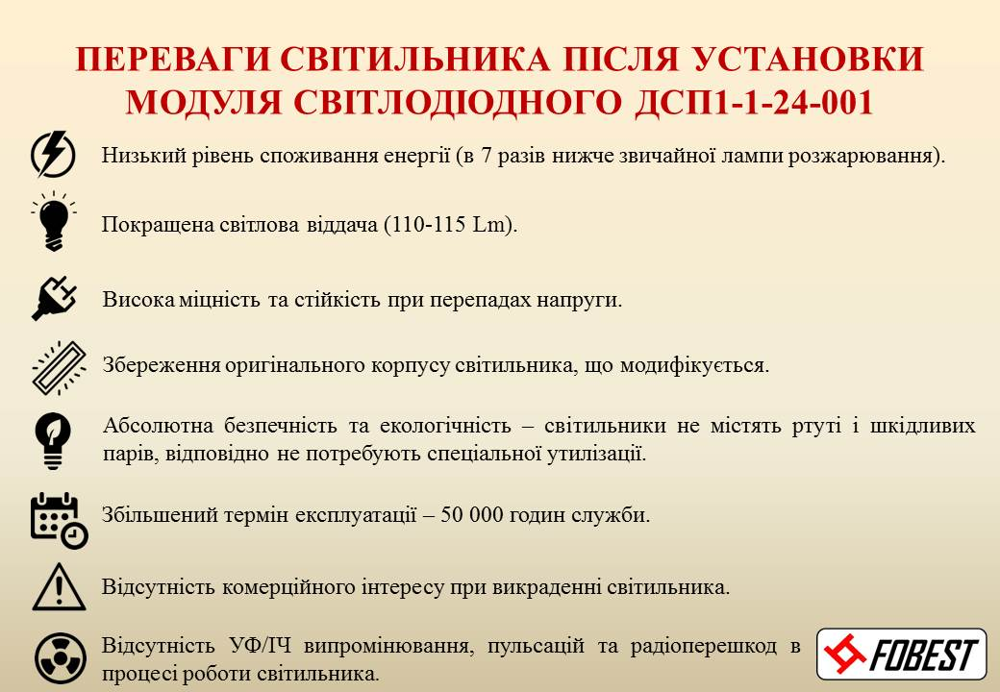 ПЕРЕВАГИ СВІТИЛЬНИКА ПІСЛЯ УСТАНОВКИ
МОДУЛЯ СВІТЛОДІОДНОГО ДСП1-1-24-001
Низький рівень споживання енергії (в 7 разів нижче звичайної лампи розжарювання).
Покращена світлова віддача (110-115 Lm).
Висока міцність та стійкість при перепадах напруги.
Збереження оригінального корпусу світильника, що модифікується.
Абсолютна безпечність та екологічність – світильники не містять ртуті і шкідливих
парів, відповідно не потребують спеціальної утилізації.
Збільшений термін експлуатації – 50 000 годин служби.
Відсутність комерційного інтересу при викраденні світильника.
Відсутність УФ/ІЧ випромінювання, пульсацій та радіоперешкод в
процесі роботи світильника.
FOBEST